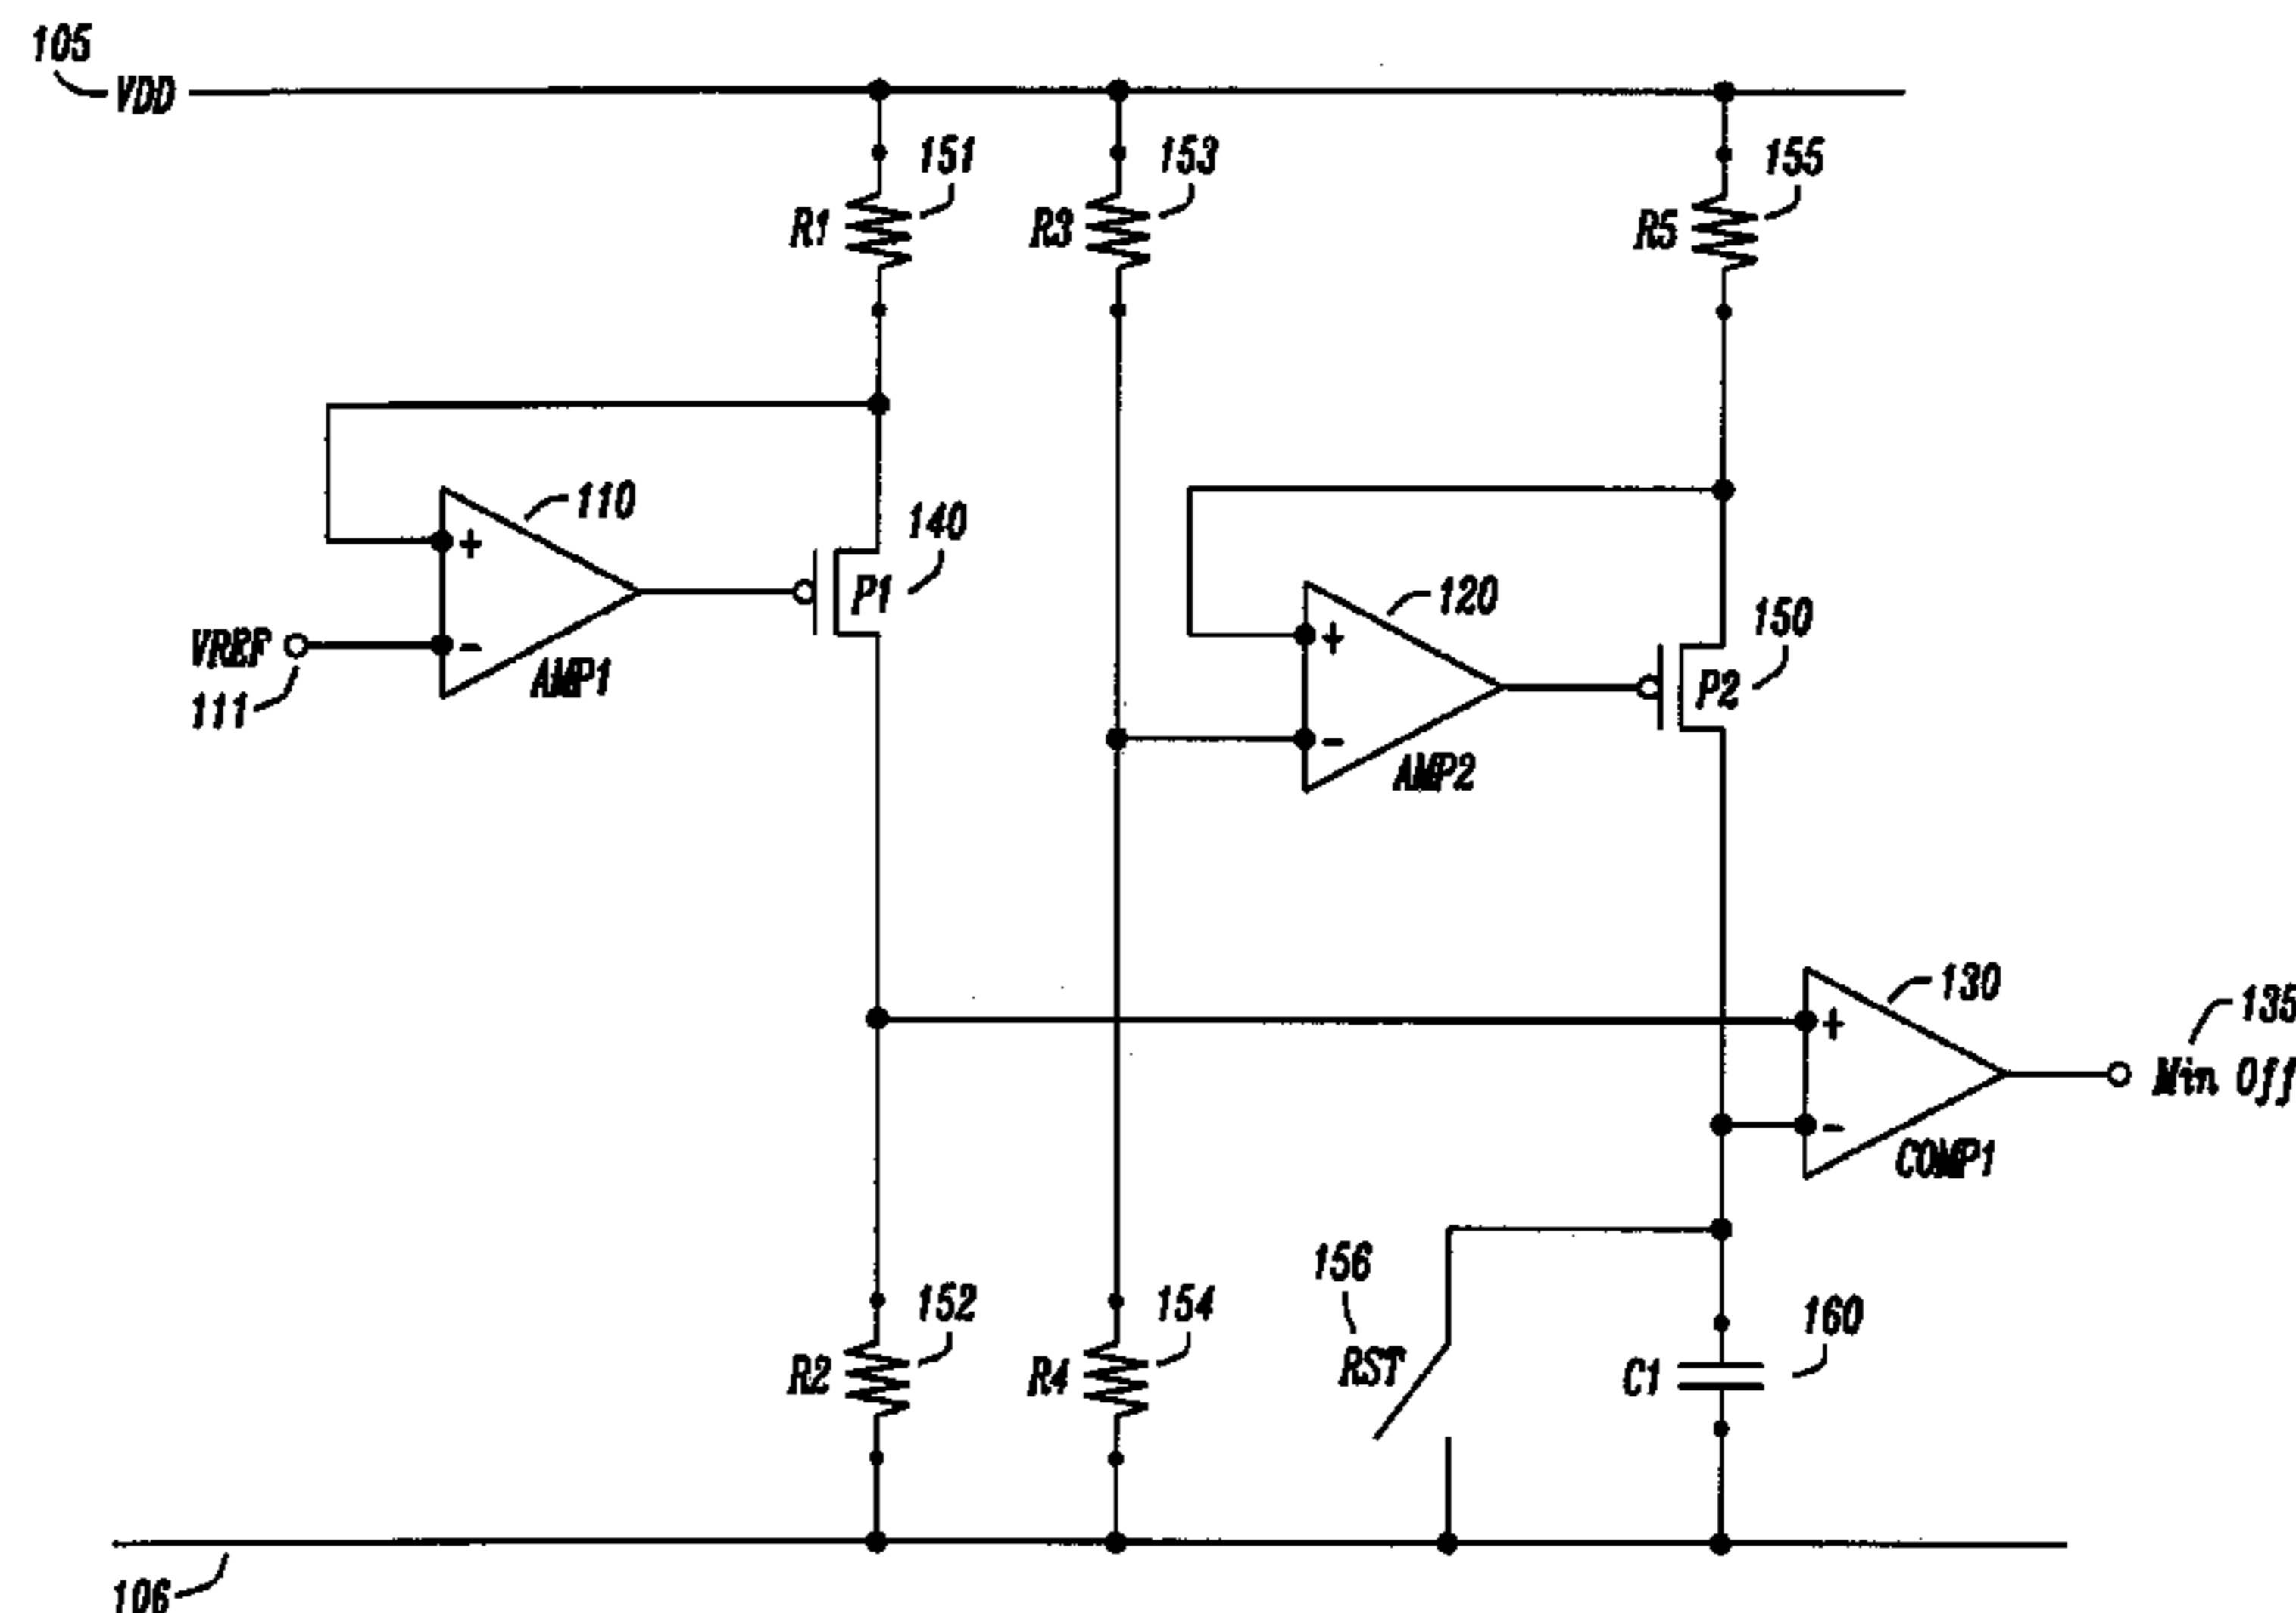 105
VDD
151
153
155
R1
R3
R5
110
140
+
P1
120
150
VREF
-
+
AMP1
P2
111
-
AMP2
130
135
+
Min Off
-
COMP1
156
152
154
160
RST
R2
R4
C1
106